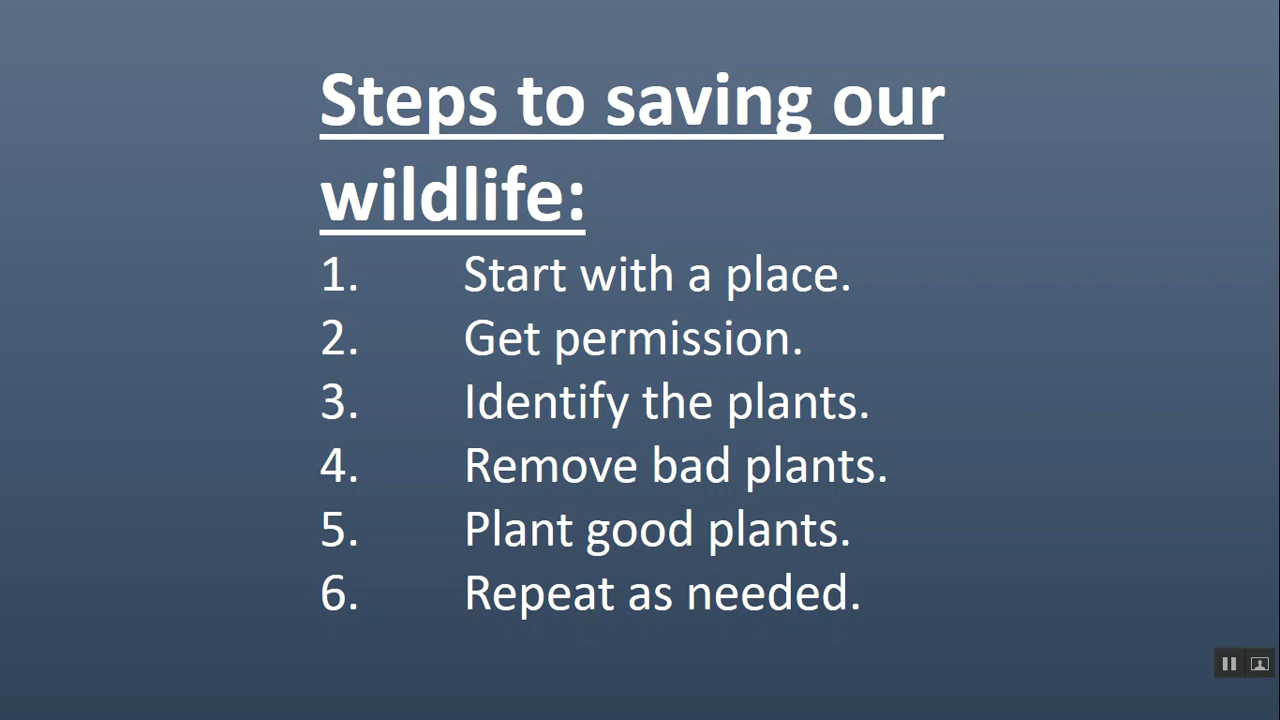 Steps to saving our
wildlife:
1. Start with a place.
2. Get permission.
3. Identify the plants.
4. Remove bad plants.
5. Plant good plants.
6. Repeat as needed.